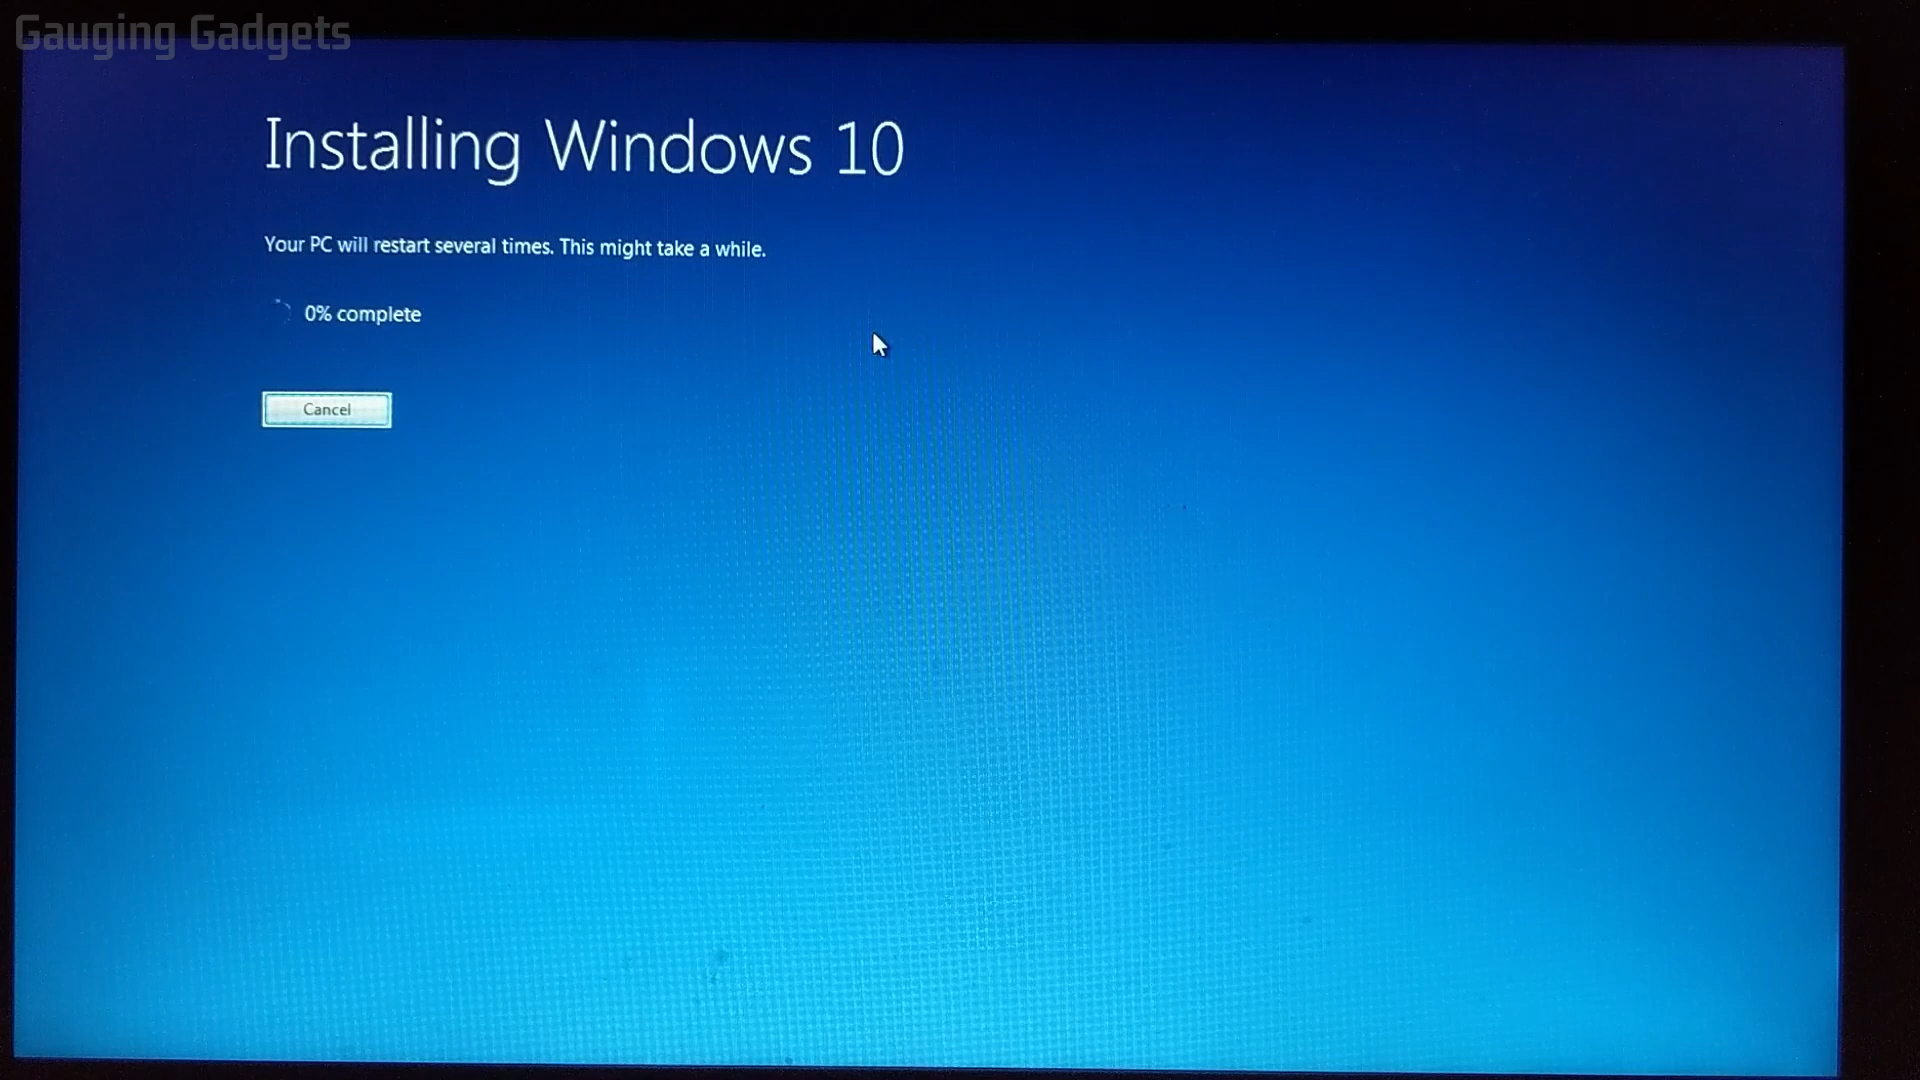 Gauging Gadgets
Installing Windows 10
Your PC will restart several times. This might take a while.
0% complete
Cancel